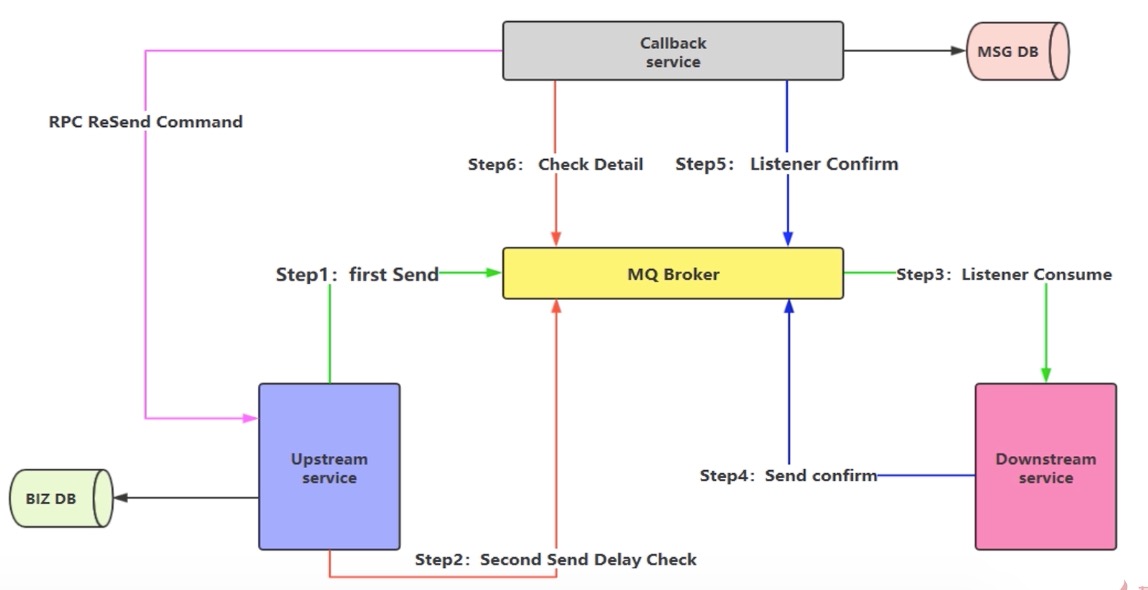 Callback
service
MSG DB
RPC ReSend Command
Step6： Check Detail
Step5： Listener Confirm
Step1：first Send
MQ Broker
Step3：Listener Consume
Upstream
service
Downstream
service
BIZ DB
Step4：Send confirm
Step2：Second Send Delay Check